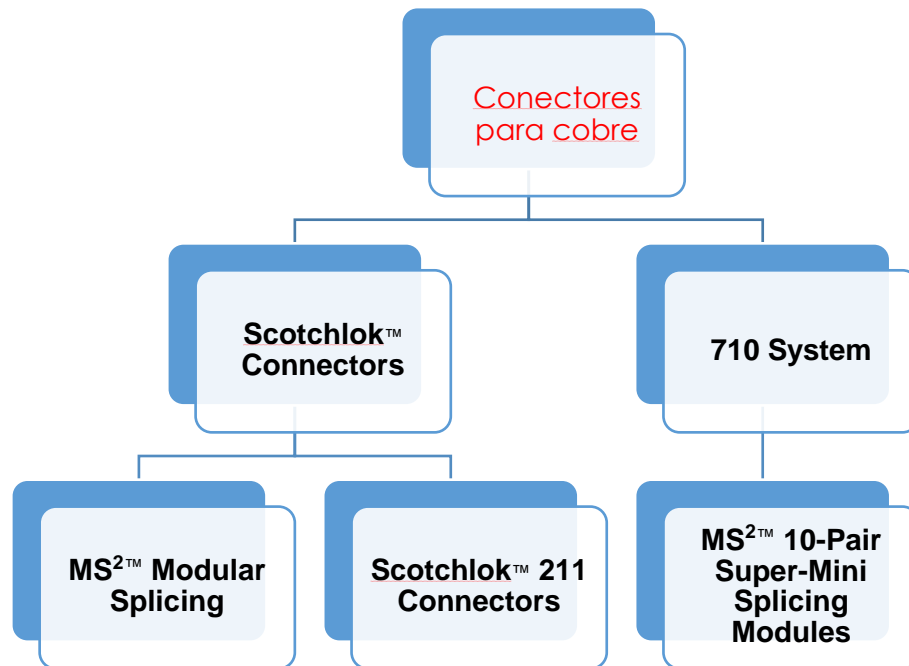 Conectores
para cobre
Scotchlok™
Connectors
710 System
MS²™ Modular
Splicing
Scotchlok™ 211
Connectors
MS²™ 10-Pair
Super-Mini
Splicing
Modules